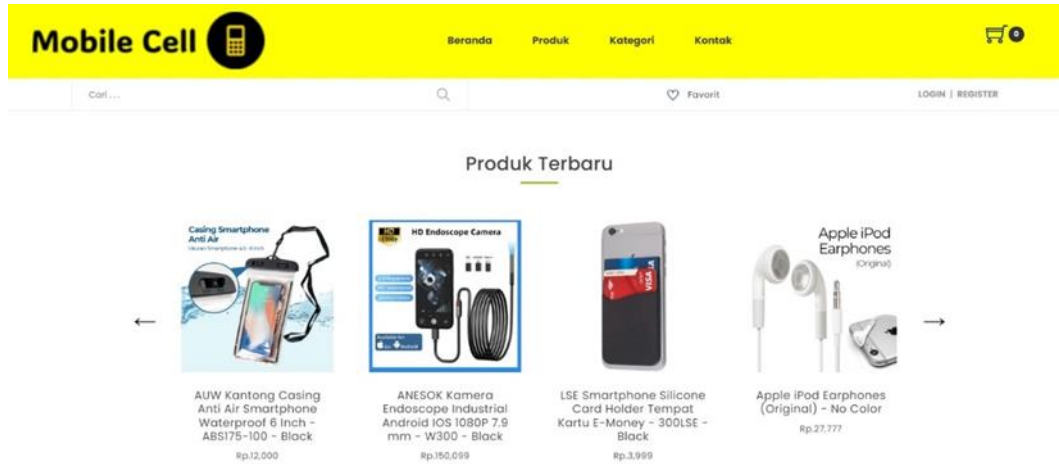 Mobile Cell
Beranda Produk Kategori Kontak
0
Cari ...
Favorit
LOGIN | REGISTER
Produk Terbaru
Casing Smartphone
Anti Air
HD Endoscope Camera
Apple iPod
Earphones
(Original)
VISA
←
→
AUW Kantong Casing
Anti Air Smartphone
Waterproof 6 Inch -
ABS175-100 - Black
Rp.12,000
ANESOK Kamera
Endoscope Industrial
Android IOS 1080P 7.9
mm - W300 - Black
Rp.150,099
LSE Smartphone Silicone
Card Holder Tempat
Kartu E-Money - 300LSE -
Black
Rp.3,999
Apple iPod Earphones
(Original) - No Color
Rp.27,777